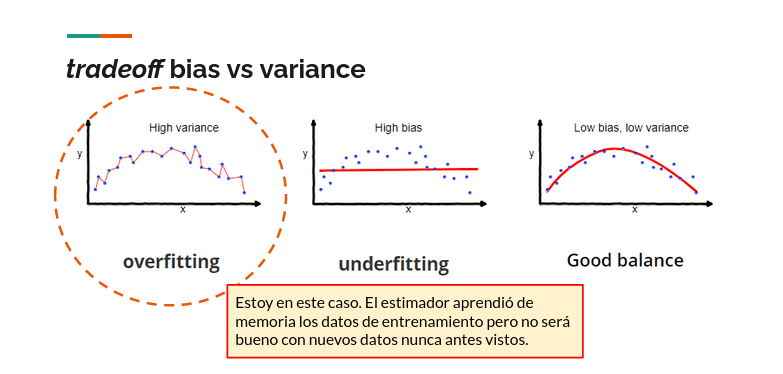 tradeoff bias vs variance
High variance
y
x
overfitting
High bias
y
x
underfitting
Low bias, low variance
y
x
Good balance
Estoy en este caso. El estimador aprendió de
memoria los datos de entrenamiento pero no será
bueno con nuevos datos nunca antes vistos.